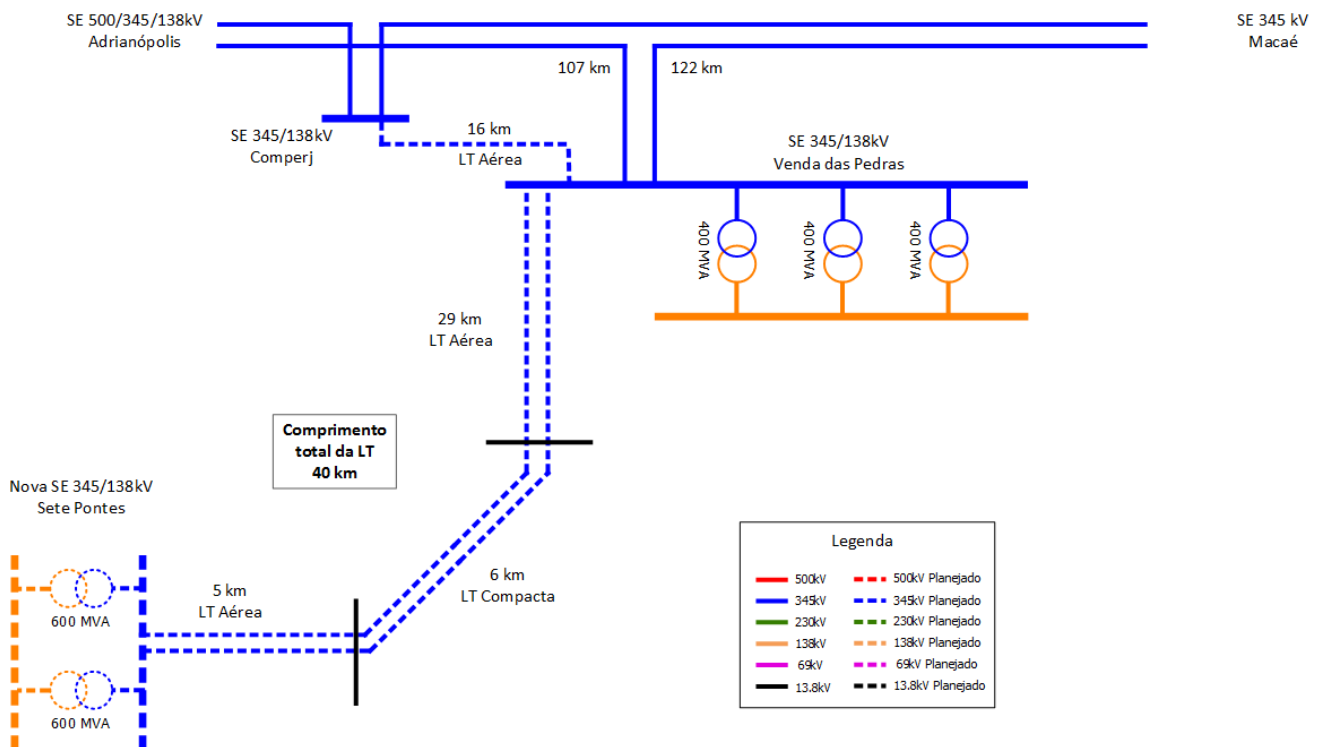 SE 500/345/138kV
Adrianópolis
SE 345 kV
Macaé
107 km
122 km
SE 345/138kV
Comperj
16 km
LT Aérea
SE 345/138kV
Venda das Pedras
400 MVA
400 MVA
400 MVA
29 km
LT Aérea
Comprimento
total da LT
40 km
Nova SE 345/138kV
Sete Pontes
600 MVA
600 MVA
5 km
LT Aérea
6 km
LT Compacta
Legenda
500kV
500kV Planejado
345kV
345kV Planejado
230kV
230kV Planejado
138kV
138kV Planejado
69kV
69kV Planejado
13.8kV
13.8kV Planejado